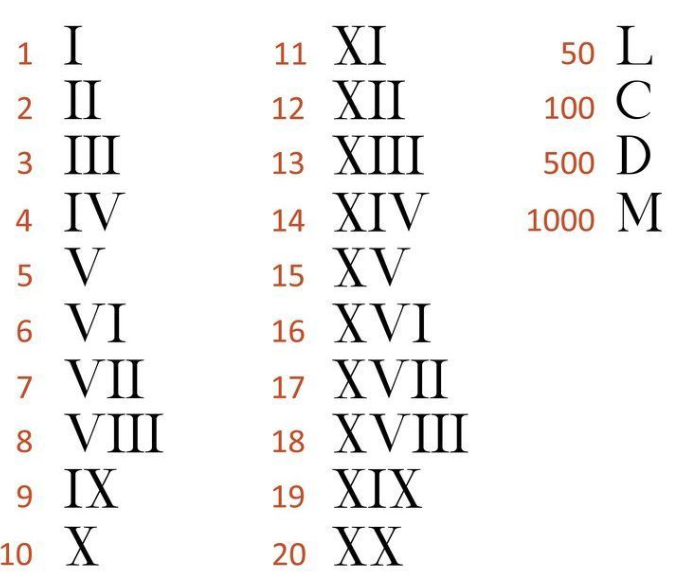 1 I
2 II
3 III
4 IV
5 V
6 VI
7 VII
8 VIII
9 IX
10 X
11 XI
12 XII
13 XIII
14 XIV
15 XV
16 XVI
17 XVII
18 XVIII
19 XIX
20 XX
50 L
100 C
500 D
1000 M